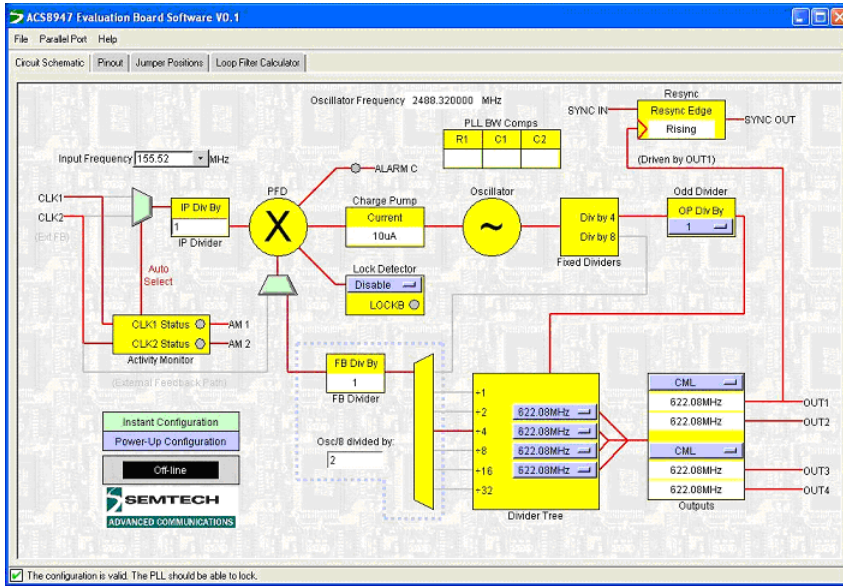 ACS8947 Evaluation Board Software V0.1
File Parallel Port Help
Circuit Schematic Pinout Jumper Positions Loop Filter Calculator
Oscillator Frequency 2488.320000 MHz
Resync
SYNC IN
Resync Edge
Rising
SYNC OUT
(Driven by OUT1)
PLL BW Comps
R1 C1 C2
Input Frequency 155.52 MHz
ALARM C
CLK1
CLK2
(Ext FB)
IP Div By
1
IP Divider
PFD
X
Charge Pump
Current
10uA
Oscillator
~
Div by 4
Div by 8
Fixed Dividers
Odd Divider
OP Div By
1
Auto
Select
Lock Detector
Disable
LOCKB
CLK1 Status
AM 1
CLK2 Status
AM 2
Activity Monitor
(External Feedback Path)
FB Div By
1
FB Divider
Osc/8 divided by:
2
÷1
÷2
÷4
÷8
÷16
÷32
622.08MHz
622.08MHz
622.08MHz
622.08MHz
Divider Tree
CML
622.08MHz
OUT1
622.08MHz
OUT2
CML
622.08MHz
OUT3
622.08MHz
OUT4
Outputs
Instant Configuration
Power-Up Configuration
Off-line
SEMTECH
ADVANCED COMMUNICATIONS
The configuration is valid. The PLL should be able to lock.